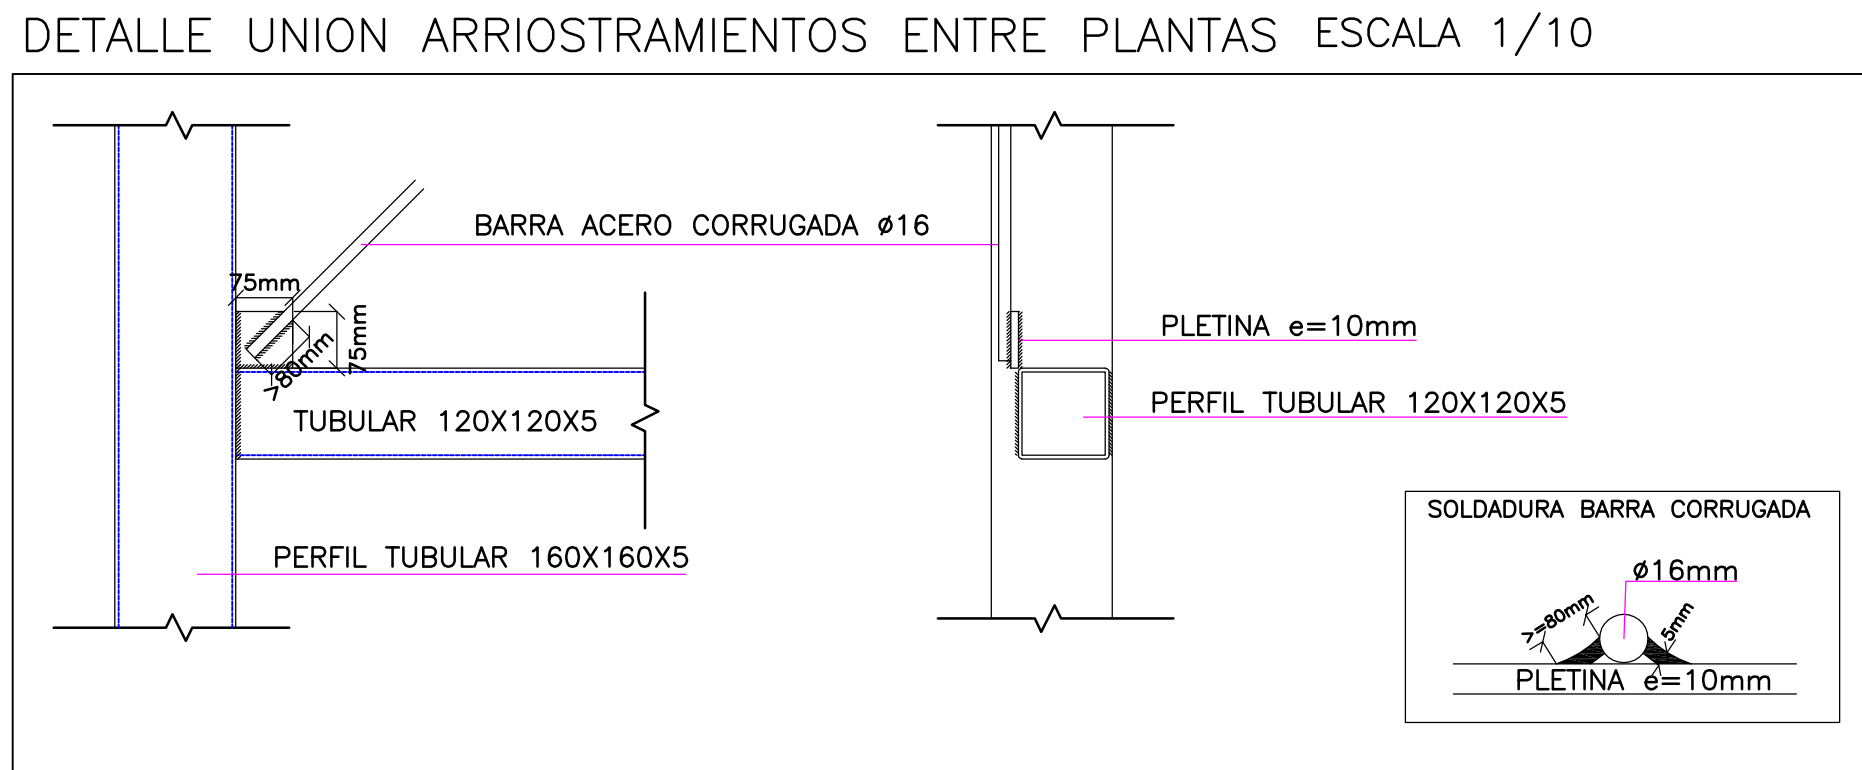 DETALLE UNION ARRIOSTRAMIENTOS ENTRE PLANTAS ESCALA 1/10
BARRA ACERO CORRUGADA ø16
75mm
75mm
>80mm
PLETINA e=10mm
TUBULAR 120X120X5
PERFIL TUBULAR 120X120X5
PERFIL TUBULAR 160X160X5
SOLDADURA BARRA CORRUGADA
ø16mm
>=80mm
5mm
PLETINA e=10mm